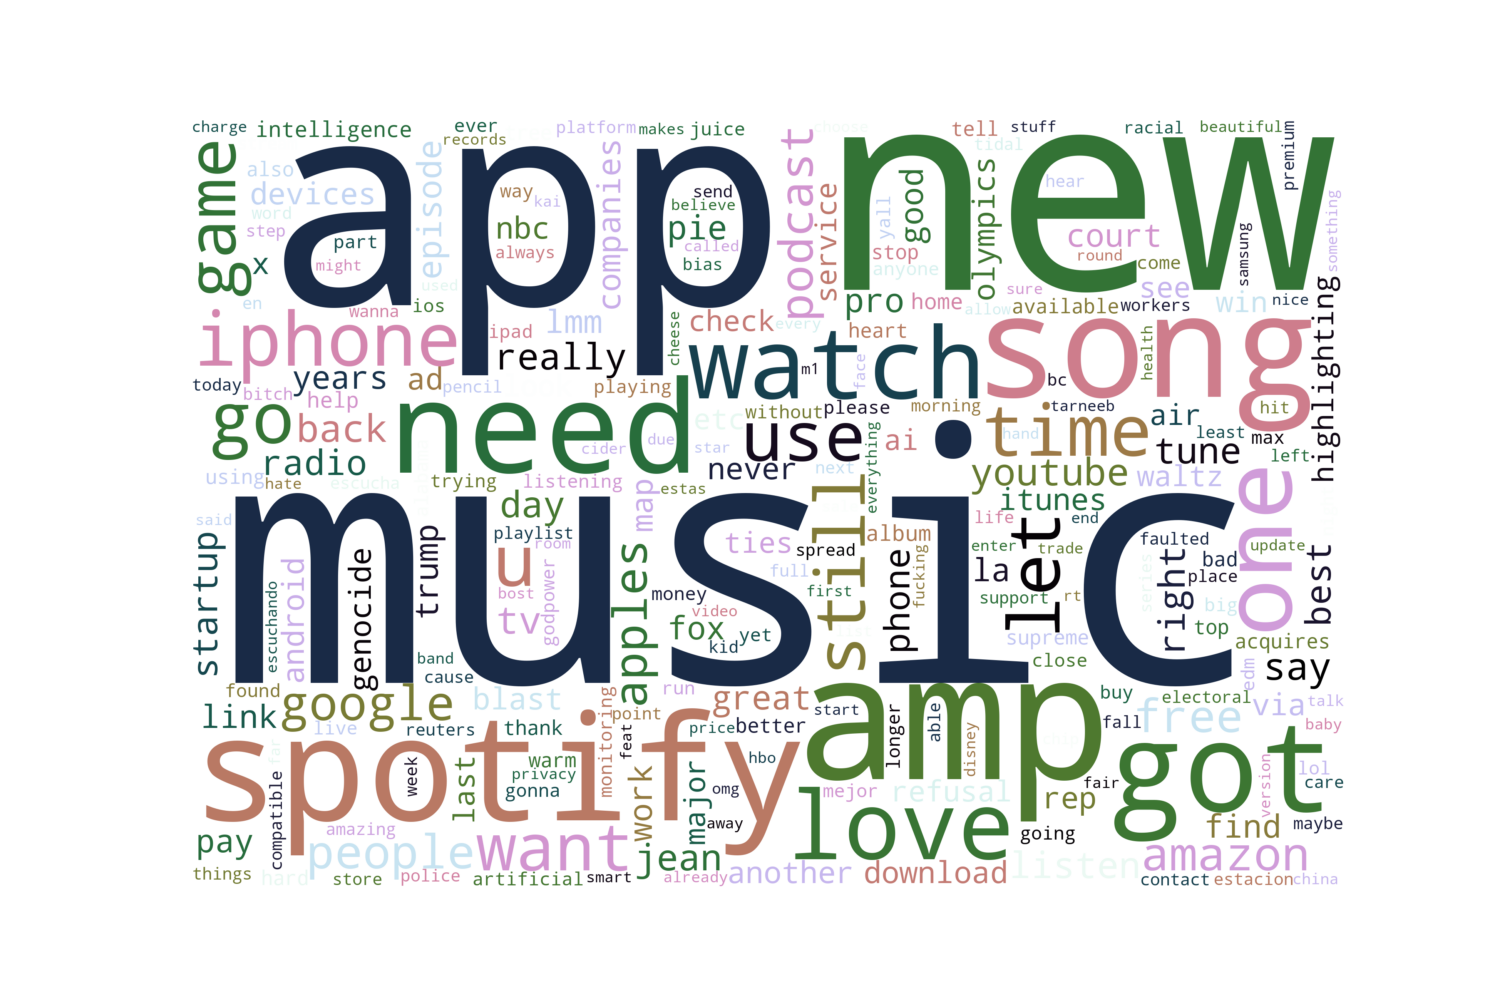 charge
intelligence
ever
records
platform
makes
juice
choose
tell
stuff
racial
beautiful
premium
game
also
devices
word
step
x
en
app
episode
used
way
kai
nbc
always
companies
send
believe
pie
called
bias
podcast
service
new
yall
good
stop
anyone
olympics
tidal
hear
court
round
come
samsung
something
part
might
ios
wanna
iphone
ipad
lmm
cheese
check
every
pro
home
heart
allow
sure
available
workers
see
win
nice
highlighting
really
watch
m1
face
song
health
bc
today
bitch
years
help
ad
pencil
playing
go
back
need
etc
without
please
use
morning
ai
time
hand
tarneeb
air
least
hit
max
left
tune
radio
cider
due
star
never
next
everything
youtube
waltz
using
hate
escucha
trying
listening
estas
map
itunes
one
said
day
playlist
room
music
ties
spread
still
album
life
end
let
faulted
update
startup
escuchando
android
genocide
trump
u
bost
tv
godpower
apples
money
video
fox
kid
yet
full
first
phone
fucking
enter
la
support
trade
rt
supreme
close
series
right
bad
place
big
top
best
acquires
band
cause
found
google
blast
run
great
amp
buy
electoral
edm
say
link
live
reuters
monitoring
point
price
better
start
longer
able
disney
fall
free
via
talk
baby
spotify
thank
feat
hbo
far
compatible
week
last
warm
privacy
gonna
work
major
omg
away
mejor
love
refusal
going
fair
rep
got
version
lol
care
find
maybe
pay
amazing
people
want
jean
things
hard
store
police
artificial
smart
already
another
download
listen
amazon
contact
estacion
china